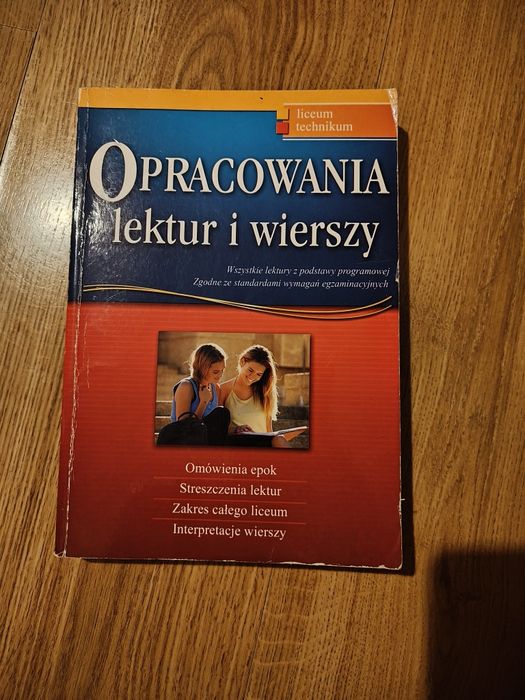 liceum
technikum
OPRACOWANIA
lektur i wierszy
Wszystkie lektury z podstawy programowej
Zgodne ze standardami wymagań egzaminacyjnych
Omówienia epok
Streszczenia lektur
Zakres całego liceum
Interpretacje wierszy